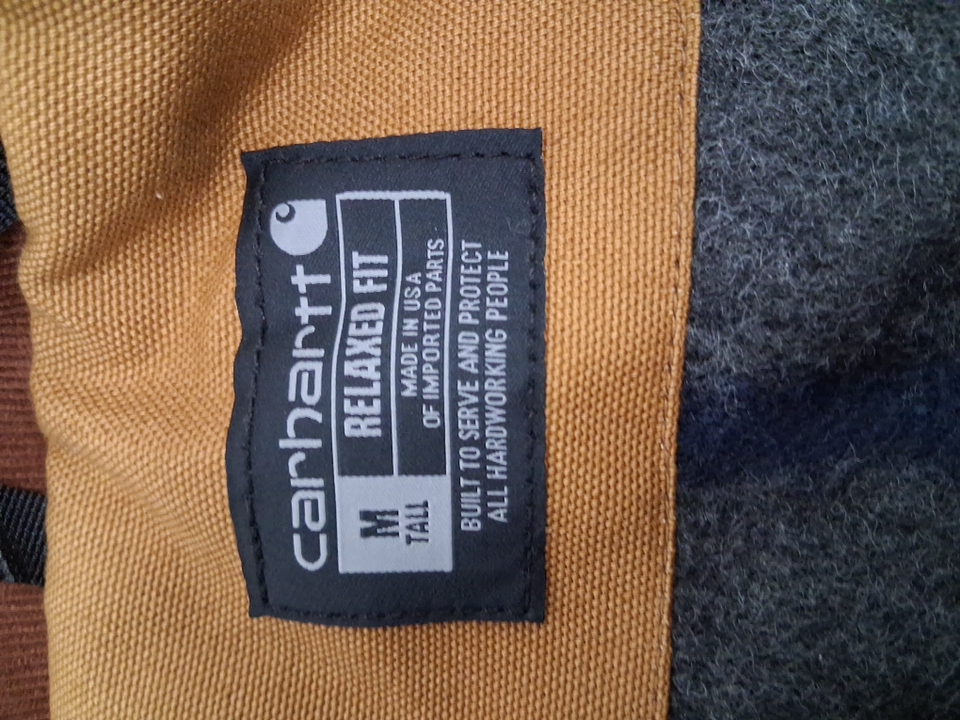 carhartt
M
TALL
RELAXED FIT
MADE IN USA
OF IMPORTED PARTS
BUILT TO SERVE AND PROTECT
ALL HARDWORKING PEOPLE